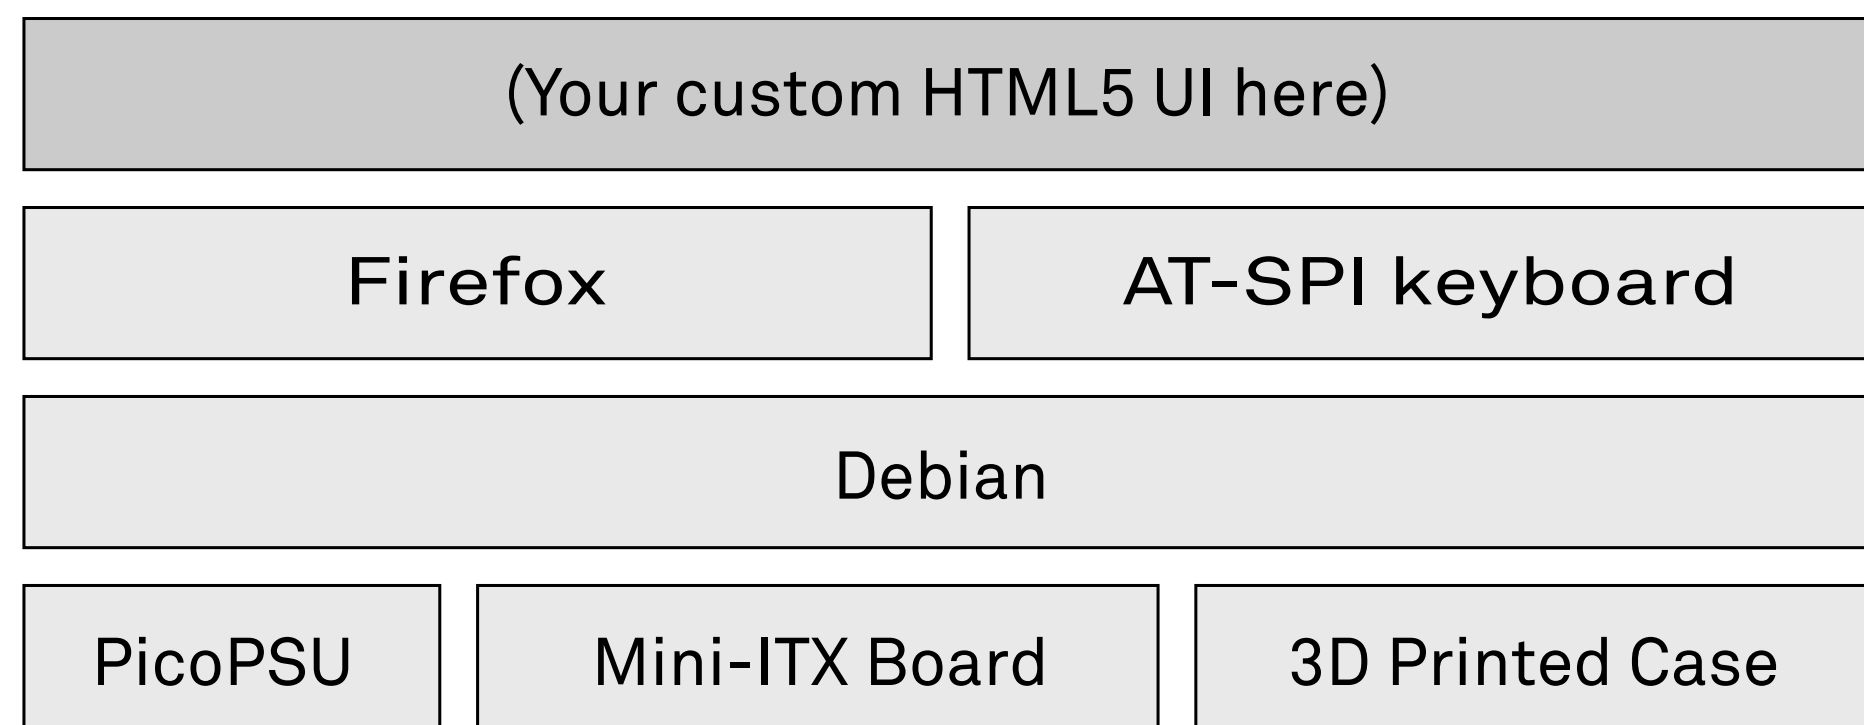 (Your custom HTML5 UI here)
Firefox
AT-SPI keyboard
Debian
PicoPSU
Mini-ITX Board
3D Printed Case